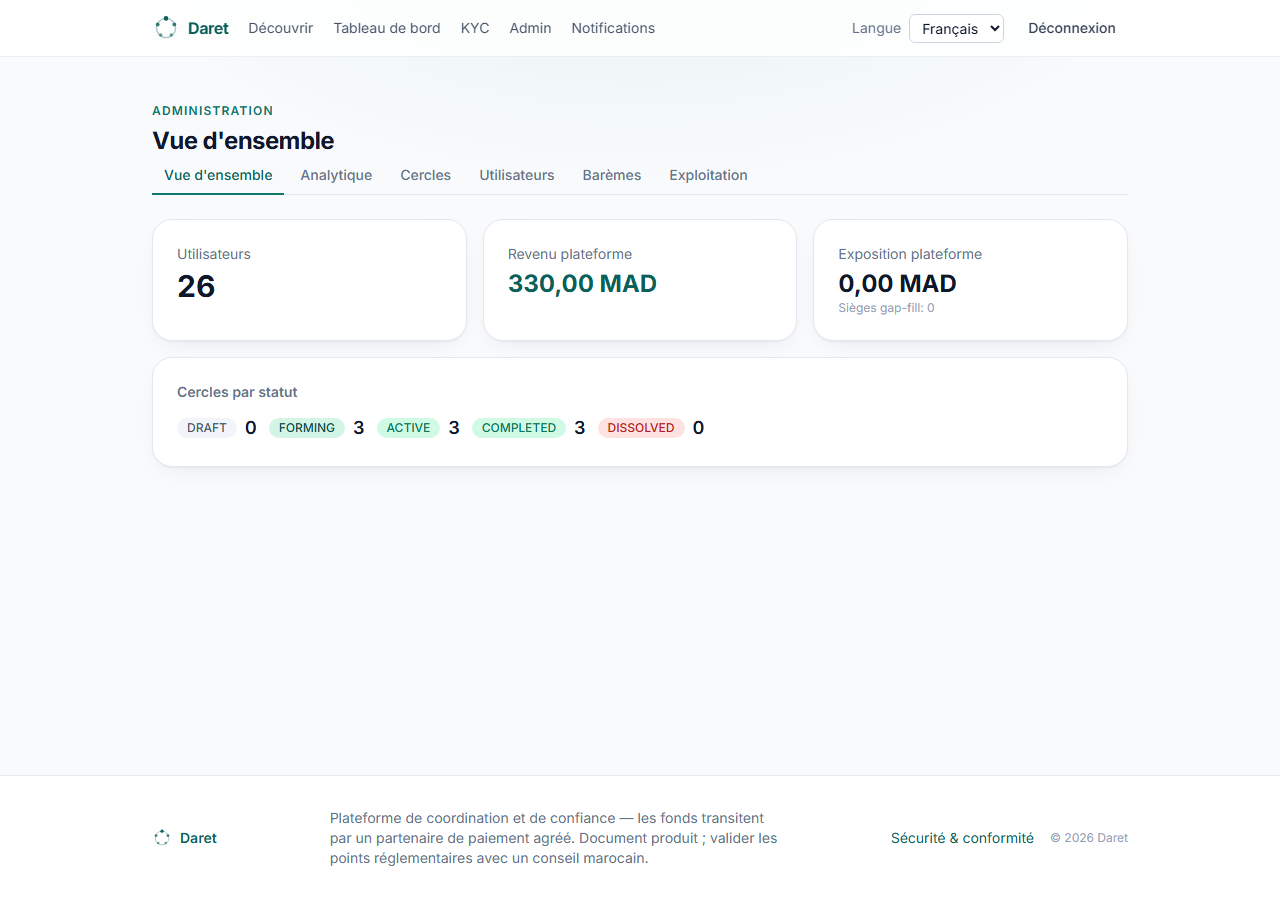 Daret Découvrir Tableau de bord KYC Admin Notifications Langue Français Déconnexion
ADMINISTRATION
Vue d'ensemble
Vue d'ensemble Analytique Cercles Utilisateurs Barèmes Exploitation
Utilisateurs
26
Revenu plateforme
330,00 MAD
Exposition plateforme
0,00 MAD
Sièges gap-fill: 0
Cercles par statut
DRAFT 0 FORMING 3 ACTIVE 3 COMPLETED 3 DISSOLVED 0
Daret
Plateforme de coordination et de confiance — les fonds transitent
par un partenaire de paiement agréé. Document produit ; valider les
points réglementaires avec un conseil marocain.
Sécurité & conformité © 2026 Daret